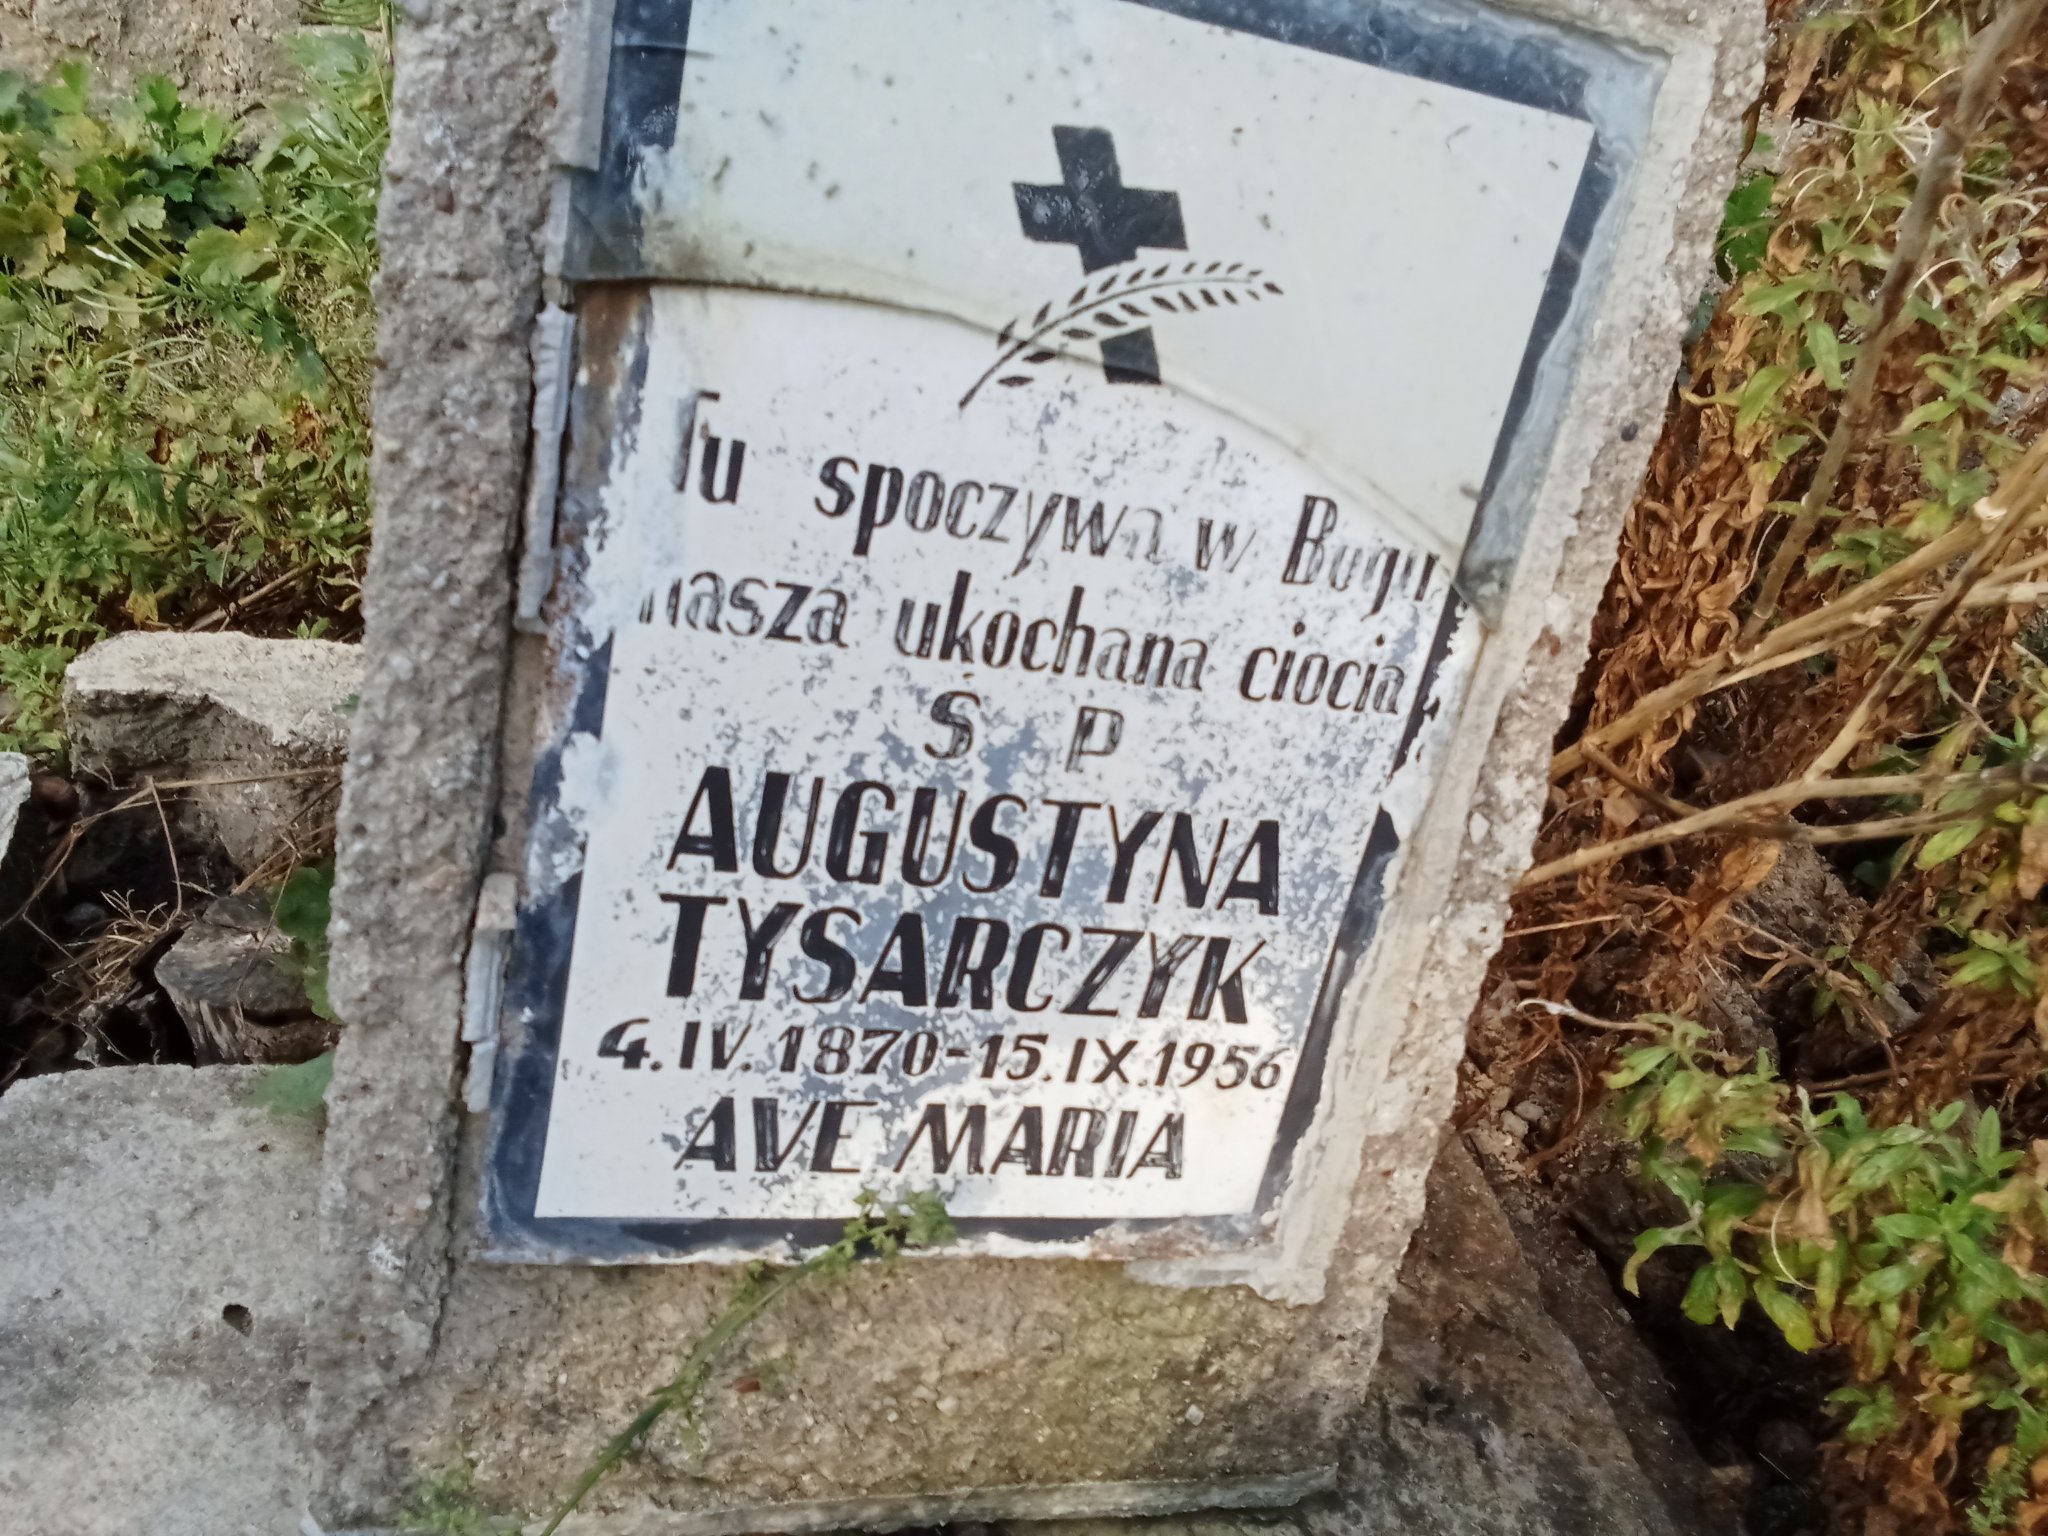 Tu spoczywa w Bogu
nasza ukochana ciocia
Ś P
AUGUSTYNA
TYSARCZYK
4.IV.1870-15.IX.1956
AVE MARIA